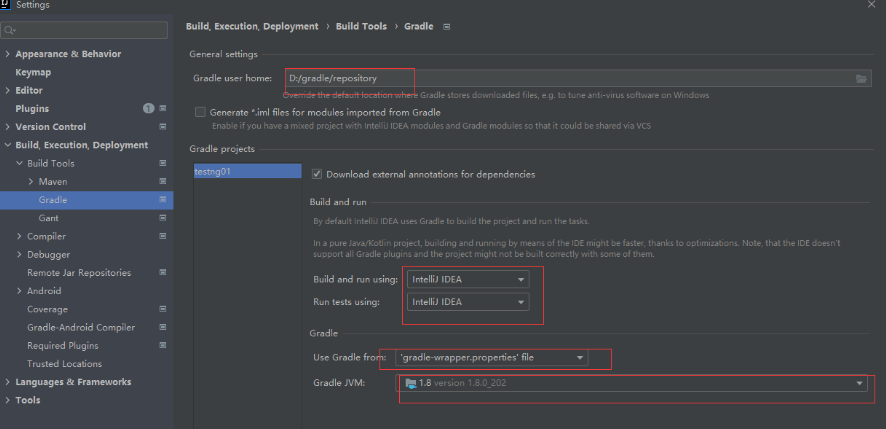 Settings
Appearance & Behavior
Keymap
Editor
Plugins 1
Version Control
Build, Execution, Deployment
Build Tools
Maven
Gradle
Gant
Compiler
Debugger
Remote Jar Repositories
Android
Coverage
Gradle-Android Compiler
Required Plugins
Trusted Locations
Languages & Frameworks
Tools
Build, Execution, Deployment > Build Tools > Gradle
General settings
Gradle user home: D:/gradle/repository
Override the default location where Gradle stores downloaded files, e.g. to tune anti-virus software on Windows
Generate *.iml files for modules imported from Gradle
Enable if you have a mixed project with IntelliJ IDEA modules and Gradle modules so that it could be shared via VCS
Gradle projects
testng01
Download external annotations for dependencies
Build and run
By default IntelliJ IDEA uses Gradle to build the project and run the tasks.
In a pure Java/Kotlin project, building and running by means of the IDE might be faster, thanks to optimizations. Note, that the IDE doesn't
support all Gradle plugins and the project might not be built correctly with some of them.
Build and run using: IntelliJ IDEA
Run tests using: IntelliJ IDEA
Gradle
Use Gradle from: 'gradle-wrapper.properties' file
Gradle JVM: 1.8 version 1.8.0_202